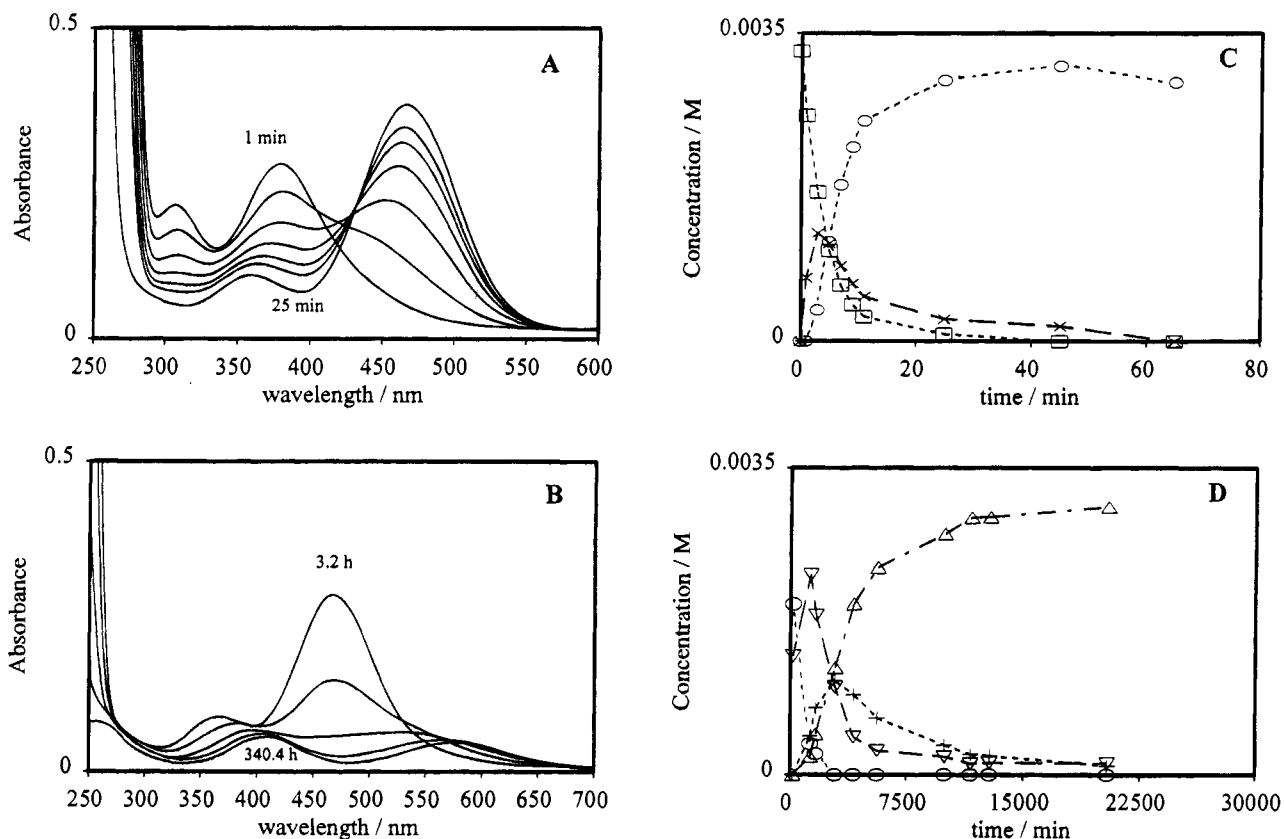 0.5
A
1 min
25 min
Absorbance
0
250 300 350 400 450 500 550 600
wavelength / nm
0.0035
C
Concentration / M
0
0 20 40 60 80
time / min
0.5
B
3.2 h
340.4 h
Absorbance
0
250 300 350 400 450 500 550 600 650 700
wavelength / nm
0.0035
D
Concentration / M
0
0 7500 15000 22500 30000
time / min